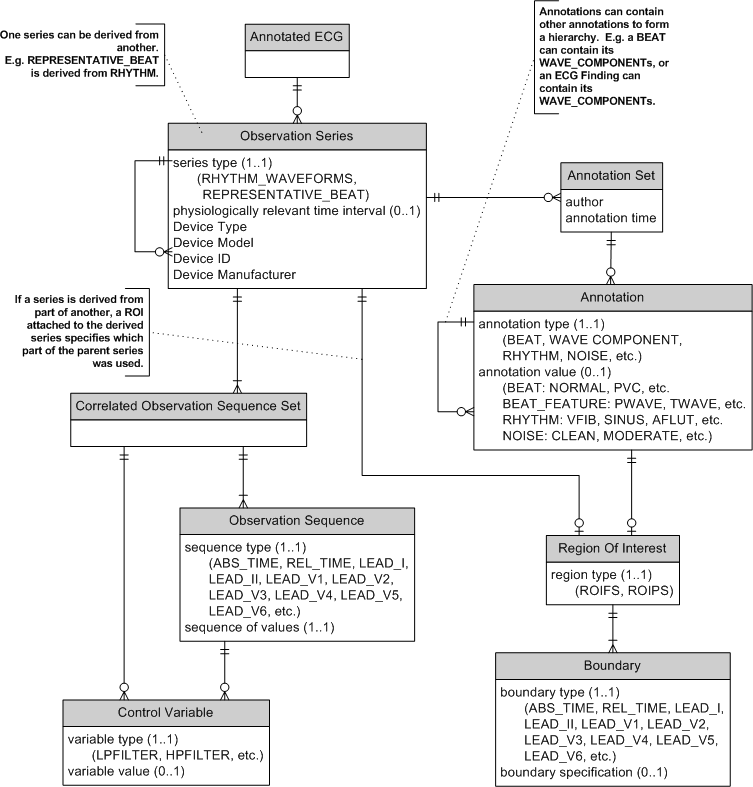 One series can be derived from
another.
E.g. REPRESENTATIVE_BEAT
is derived from RHYTHM.
Annotated ECG
Annotations can contain
other annotations to form
a hierarchy. E.g. a BEAT
can contain its
WAVE_COMPONENTs, or
an ECG Finding can
contain its
WAVE_COMPONENTs.
Observation Series
series type (1..1)
(RHYTHM_WAVEFORMS,
REPRESENTATIVE_BEAT)
physiologically relevant time interval (0..1)
Device Type
Device Model
Device ID
Device Manufacturer
Annotation Set
author
annotation time
If a series is derived from
part of another, a ROI
attached to the derived
series specifies which
part of the parent series
was used.
Annotation
annotation type (1..1)
(BEAT, WAVE COMPONENT,
RHYTHM, NOISE, etc.)
annotation value (0..1)
(BEAT: NORMAL, PVC, etc.
BEAT_FEATURE: PWAVE, TWAVE, etc.
RHYTHM: VFIB, SINUS, AFLUT, etc.
NOISE: CLEAN, MODERATE, etc.)
Correlated Observation Sequence Set
Observation Sequence
sequence type (1..1)
(ABS_TIME, REL_TIME, LEAD_I,
LEAD_II, LEAD_V1, LEAD_V2,
LEAD_V3, LEAD_V4, LEAD_V5,
LEAD_V6, etc.)
sequence of values (1..1)
Region Of Interest
region type (1..1)
(ROIFS, ROIPS)
Control Variable
variable type (1..1)
(LPFILTER, HPFILTER, etc.)
variable value (0..1)
Boundary
boundary type (1..1)
(ABS_TIME, REL_TIME, LEAD_I,
LEAD_II, LEAD_V1, LEAD_V2,
LEAD_V3, LEAD_V4, LEAD_V5,
LEAD_V6, etc.)
boundary specification (0..1)